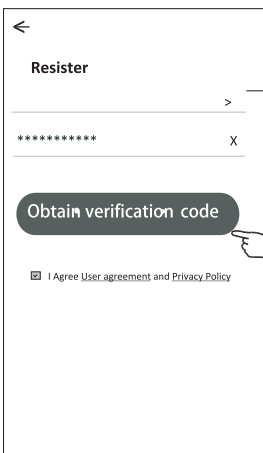 Resister
>
*********** X
Obtain verification code
I Agree User agreement and Privacy Policy